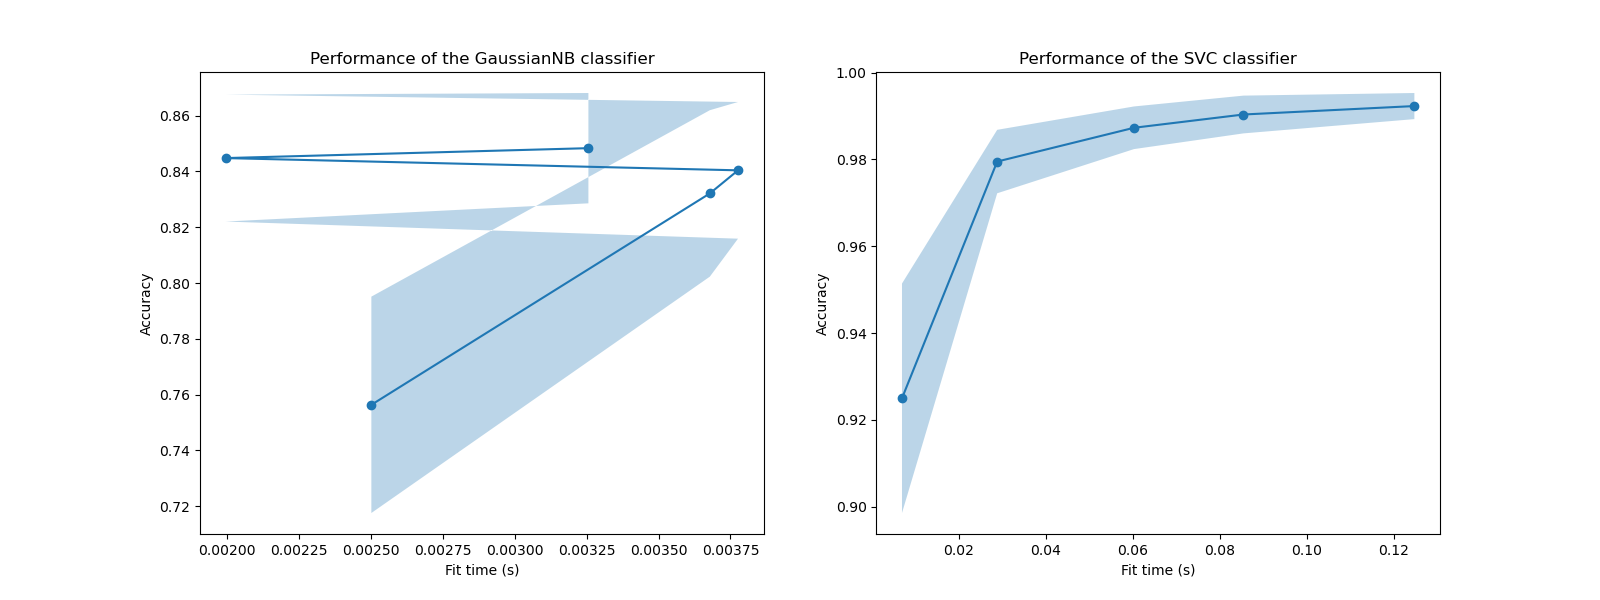 Performance of the GaussianNB classifier
Accuracy
0.86
0.84
0.82
0.80
0.78
0.76
0.74
0.72
0.00200 0.00225 0.00250 0.00275 0.00300 0.00325 0.00350 0.00375
Fit time (s)
Performance of the SVC classifier
Accuracy
1.00
0.98
0.96
0.94
0.92
0.90
0.02 0.04 0.06 0.08 0.10 0.12
Fit time (s)